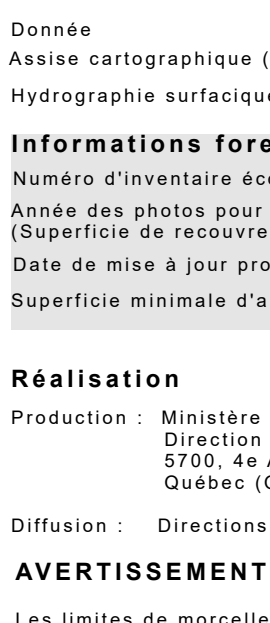 Donnée
Assise cartographique (
Hydrographie surfacique
Informations fore
Numéro d'inventaire éco
Année des photos pour
(Superficie de recouvre
Date de mise à jour pro
Superficie minimale d'a
Réalisation
Production : Ministère
Direction
5700, 4e A
Québec (
Diffusion : Directions
AVERTISSEMENT
Les limites de morcelle